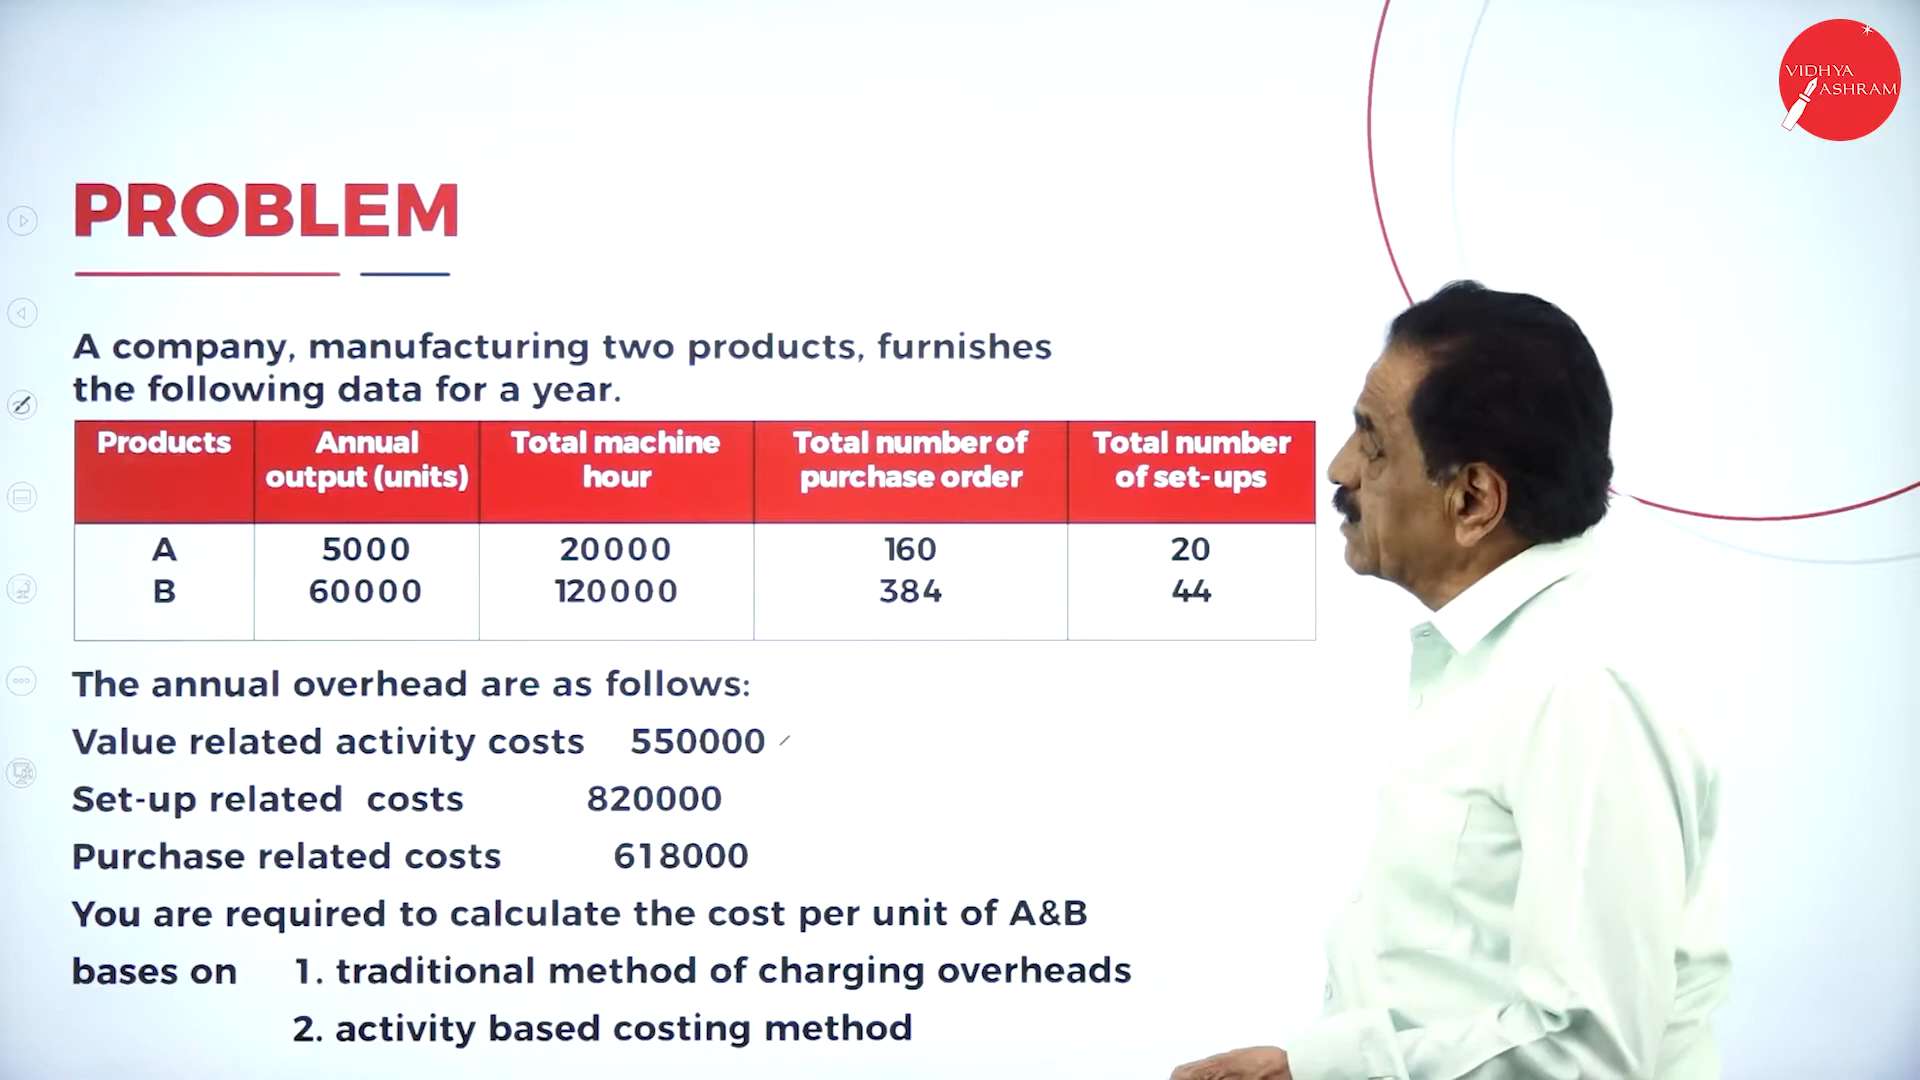 VIDHYA
ASHRAM
PROBLEM
A company, manufacturing two products, furnishes
the following data for a year.
Products Annual output (units) Total machine hour Total number of purchase order Total number of set-ups
A 5000 20000 160 20
B 60000 120000 384 44
The annual overhead are as follows:
Value related activity costs 550000
Set-up related costs 820000
Purchase related costs 618000
You are required to calculate the cost per unit of A&B
bases on 1. traditional method of charging overheads
2. activity based costing method